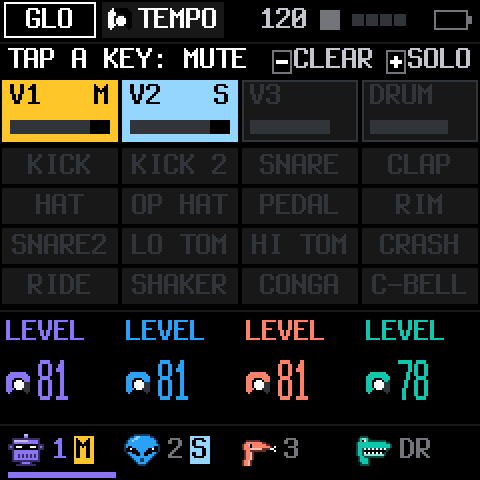 GLO TEMPO 120
TAP A KEY: MUTE -CLEAR +SOLO
V1 M V2 S V3 DRUM
KICK KICK 2 SNARE CLAP
HAT OP HAT PEDAL RIM
SNARE2 LO TOM HI TOM CRASH
RIDE SHAKER CONGA C-BELL
LEVEL LEVEL LEVEL LEVEL
81 81 81 78
1 M 2 S 3 DR